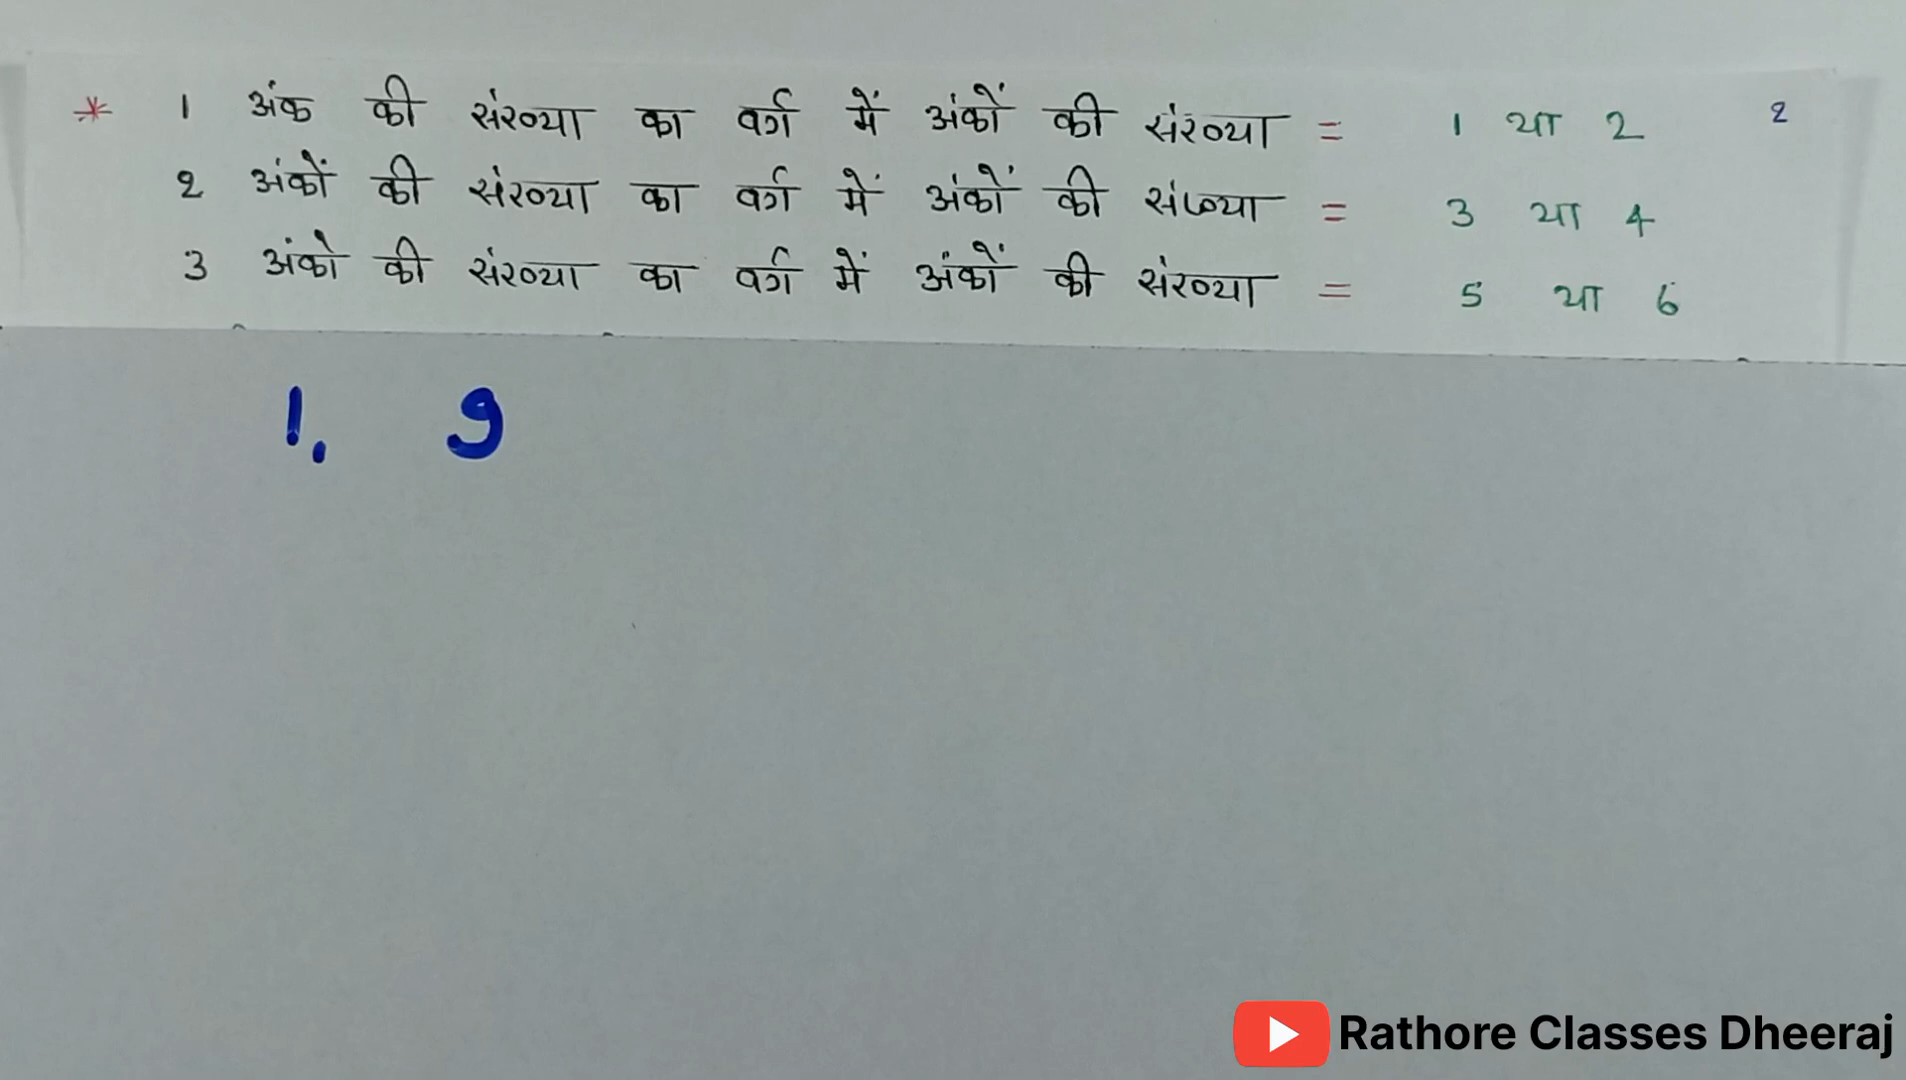 * 1 अंक की संख्या का वर्ग में अंकों की संख्या = 1 या 2 2
2 अंकों की संख्या का वर्ग में अंकों की संख्या = 3 या 4
3 अंको की संख्या का वर्ग में अंकों की संख्या = 5 या 6
1. 9
Rathore Classes Dheeraj